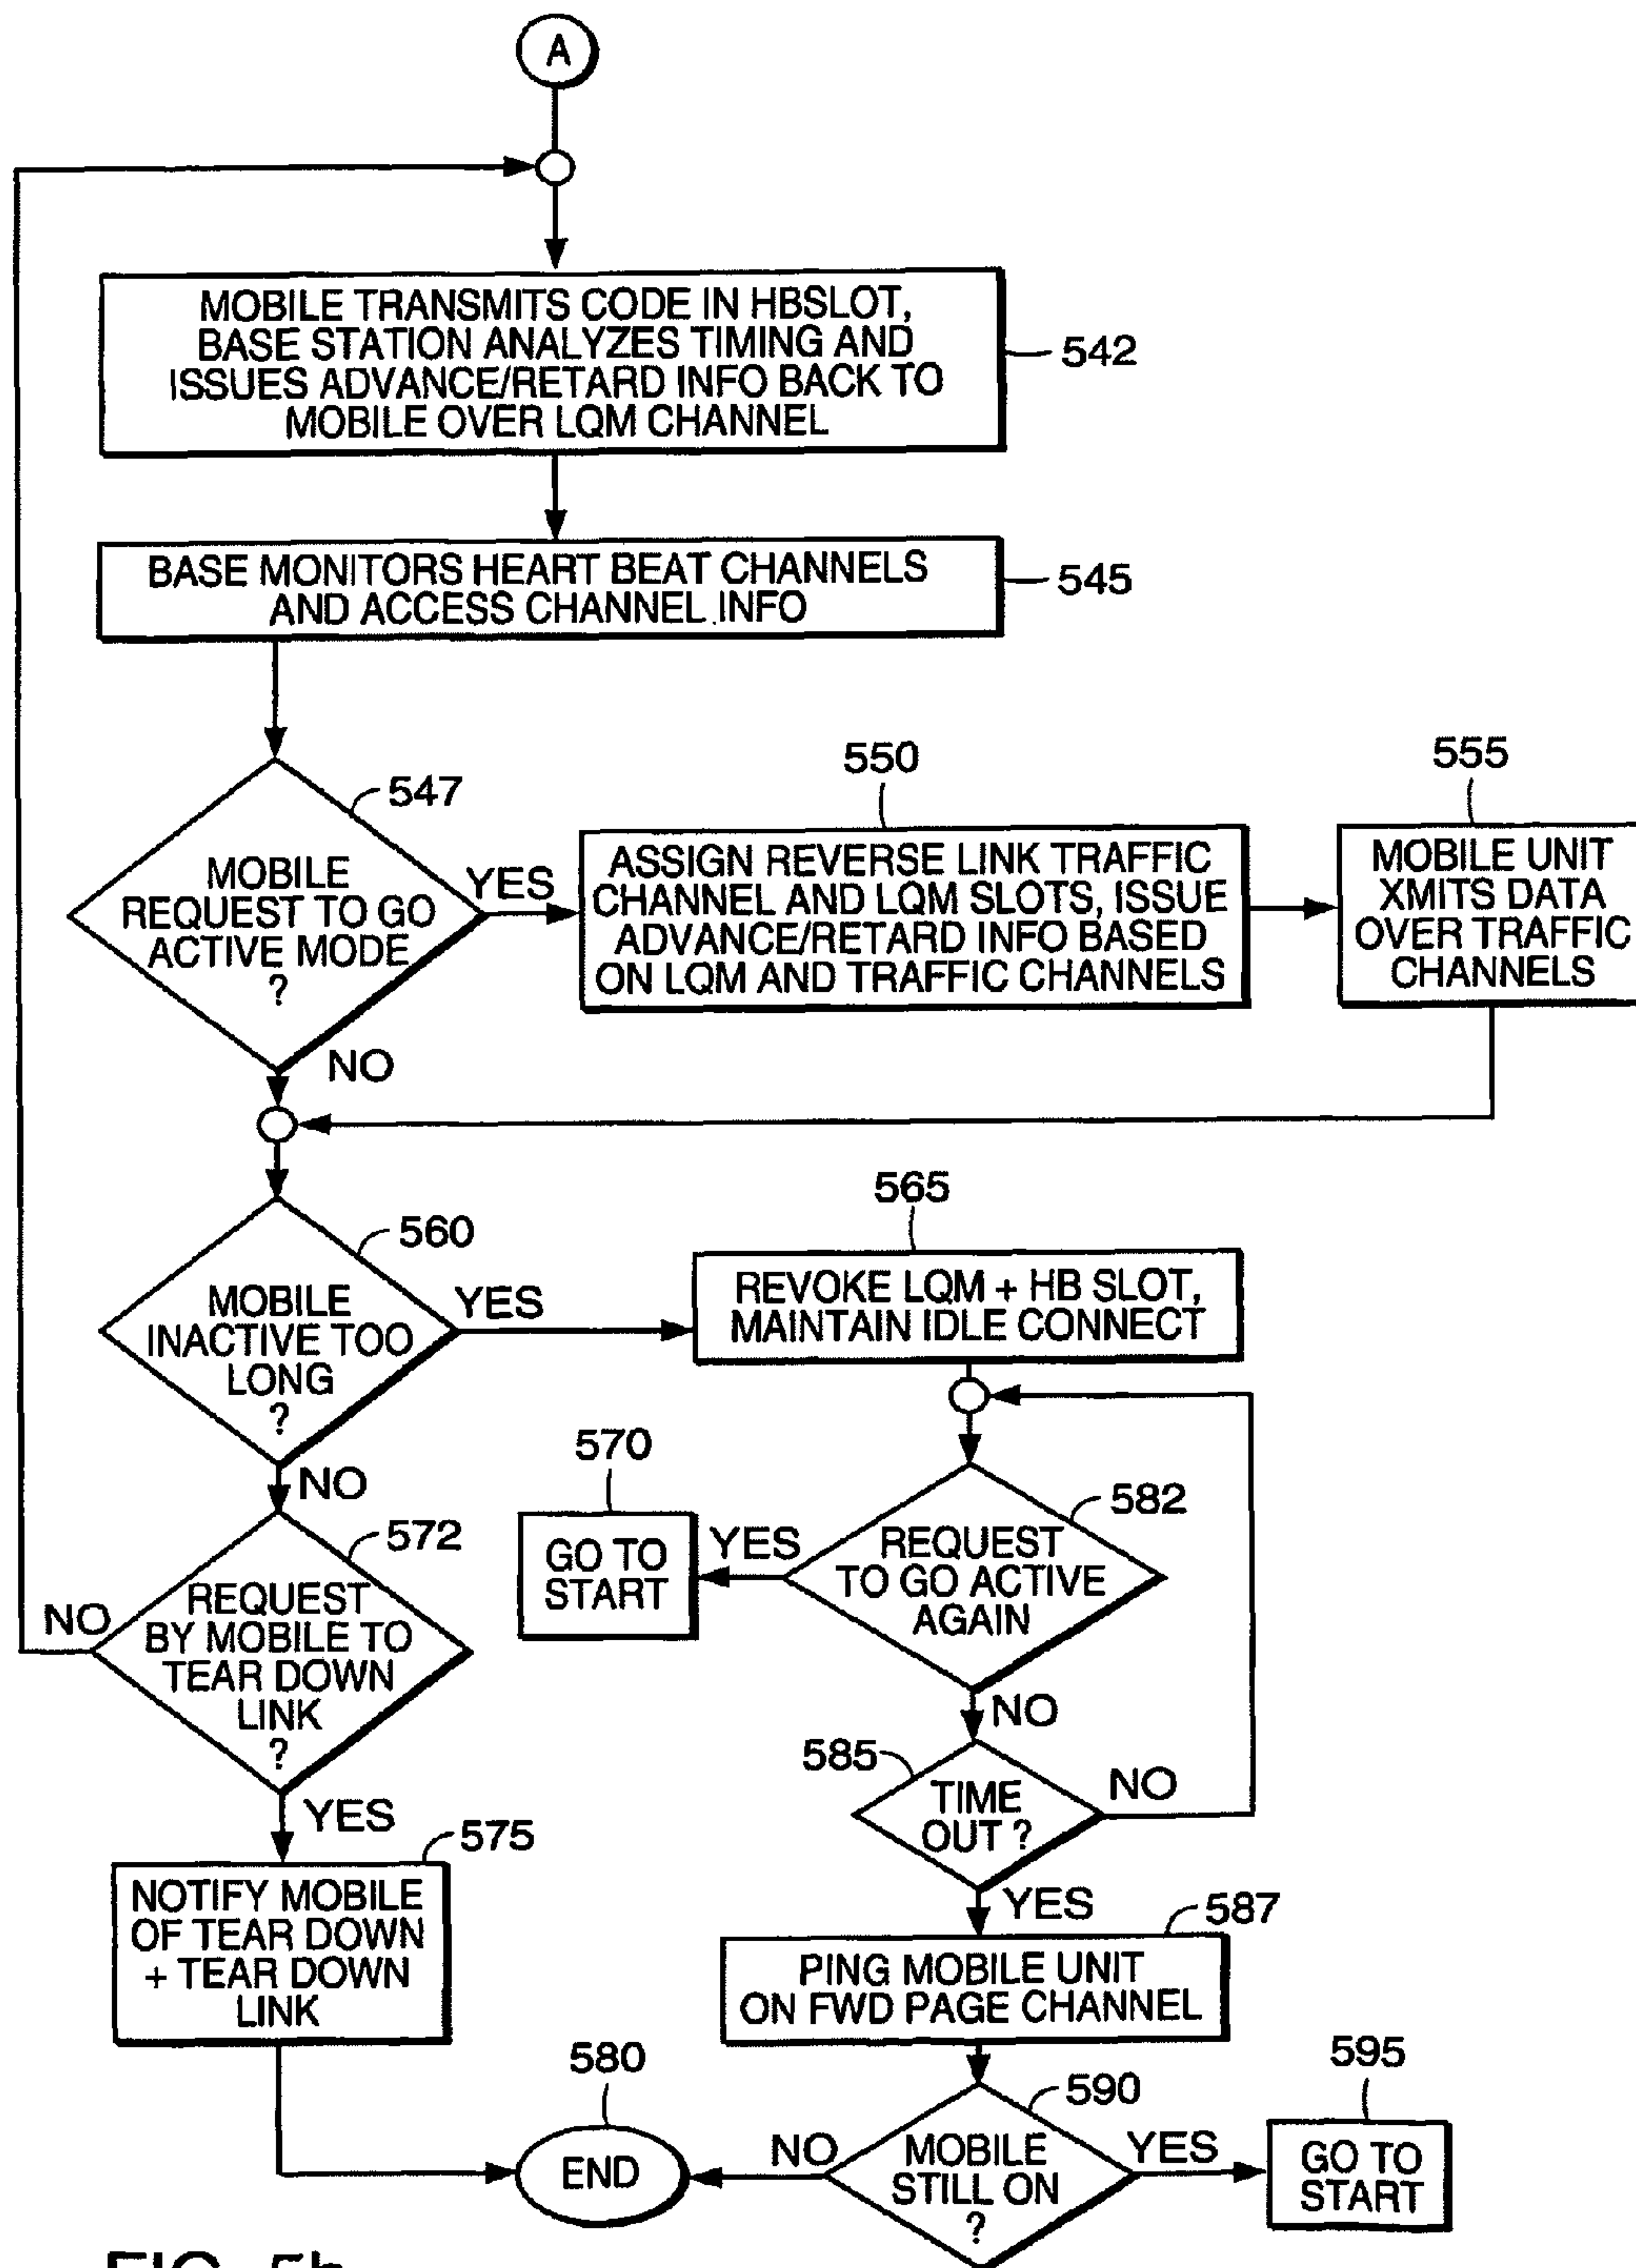 A
MOBILE TRANSMITS CODE IN HBSLOT,
BASE STATION ANALYZES TIMING AND
ISSUES ADVANCE/RETARD INFO BACK TO
MOBILE OVER LQM CHANNEL
542
BASE MONITORS HEART BEAT CHANNELS
AND ACCESS CHANNEL INFO
545
547
MOBILE
REQUEST TO GO
ACTIVE MODE
?
YES
NO
550
ASSIGN REVERSE LINK TRAFFIC
CHANNEL AND LQM SLOTS, ISSUE
ADVANCE/RETARD INFO BASED
ON LQM AND TRAFFIC CHANNELS
555
MOBILE UNIT
XMITS DATA
OVER TRAFFIC
CHANNELS
560
MOBILE
INACTIVE TOO
LONG
?
YES
NO
565
REVOKE LQM + HB SLOT,
MAINTAIN IDLE CONNECT
570
GO TO
START
YES
582
REQUEST
TO GO ACTIVE
AGAIN
NO
572
REQUEST
BY MOBILE TO
TEAR DOWN
LINK
?
NO
YES
585
TIME
OUT ?
NO
YES
575
NOTIFY MOBILE
OF TEAR DOWN
+ TEAR DOWN
LINK
587
PING MOBILE UNIT
ON FWD PAGE CHANNEL
580
END
NO
590
MOBILE
STILL ON
?
YES
595
GO TO
START
FIG. 5b